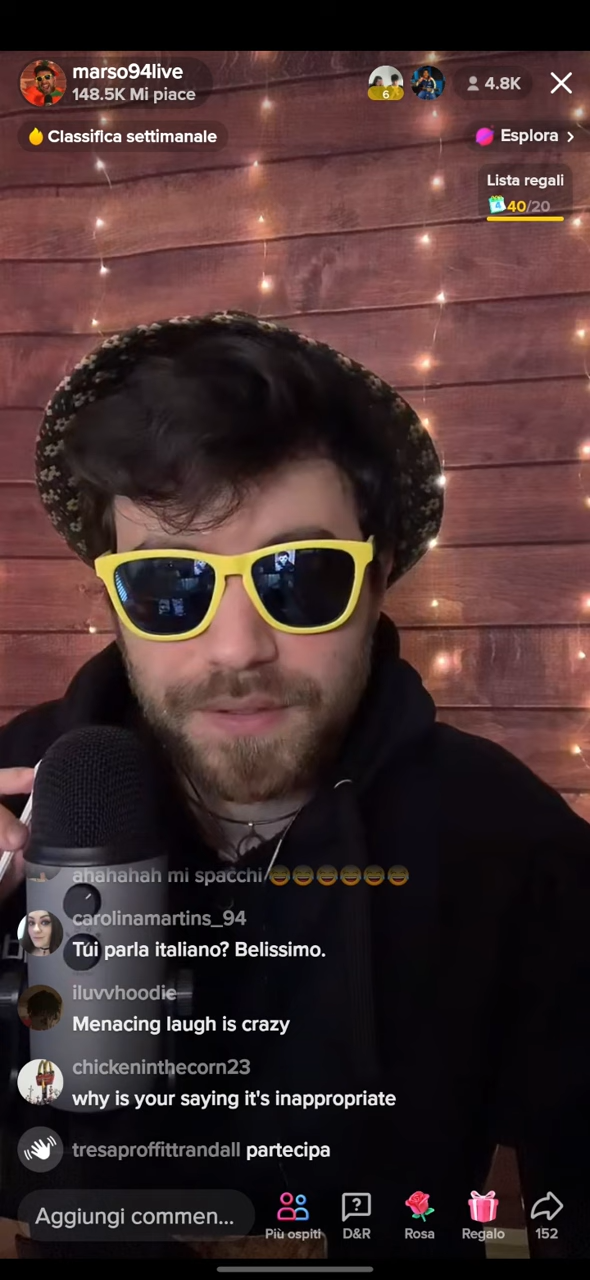 marso94live
148.5K Mi piace
6
4.8K
Classifica settimanale
Esplora
Lista regali
40/20
ahahahah mi spacchi😄😄😄😄😄😄
carolinamartins_94
Túi parla italiano? Belissimo.
iluvvhoodie
Menacing laugh is crazy
chickeninthecorn23
why is your saying it's inappropriate
tresaproffittrandall partecipa
Aggiungi commen...
Più ospiti
D&R
Rosa
Regalo
152